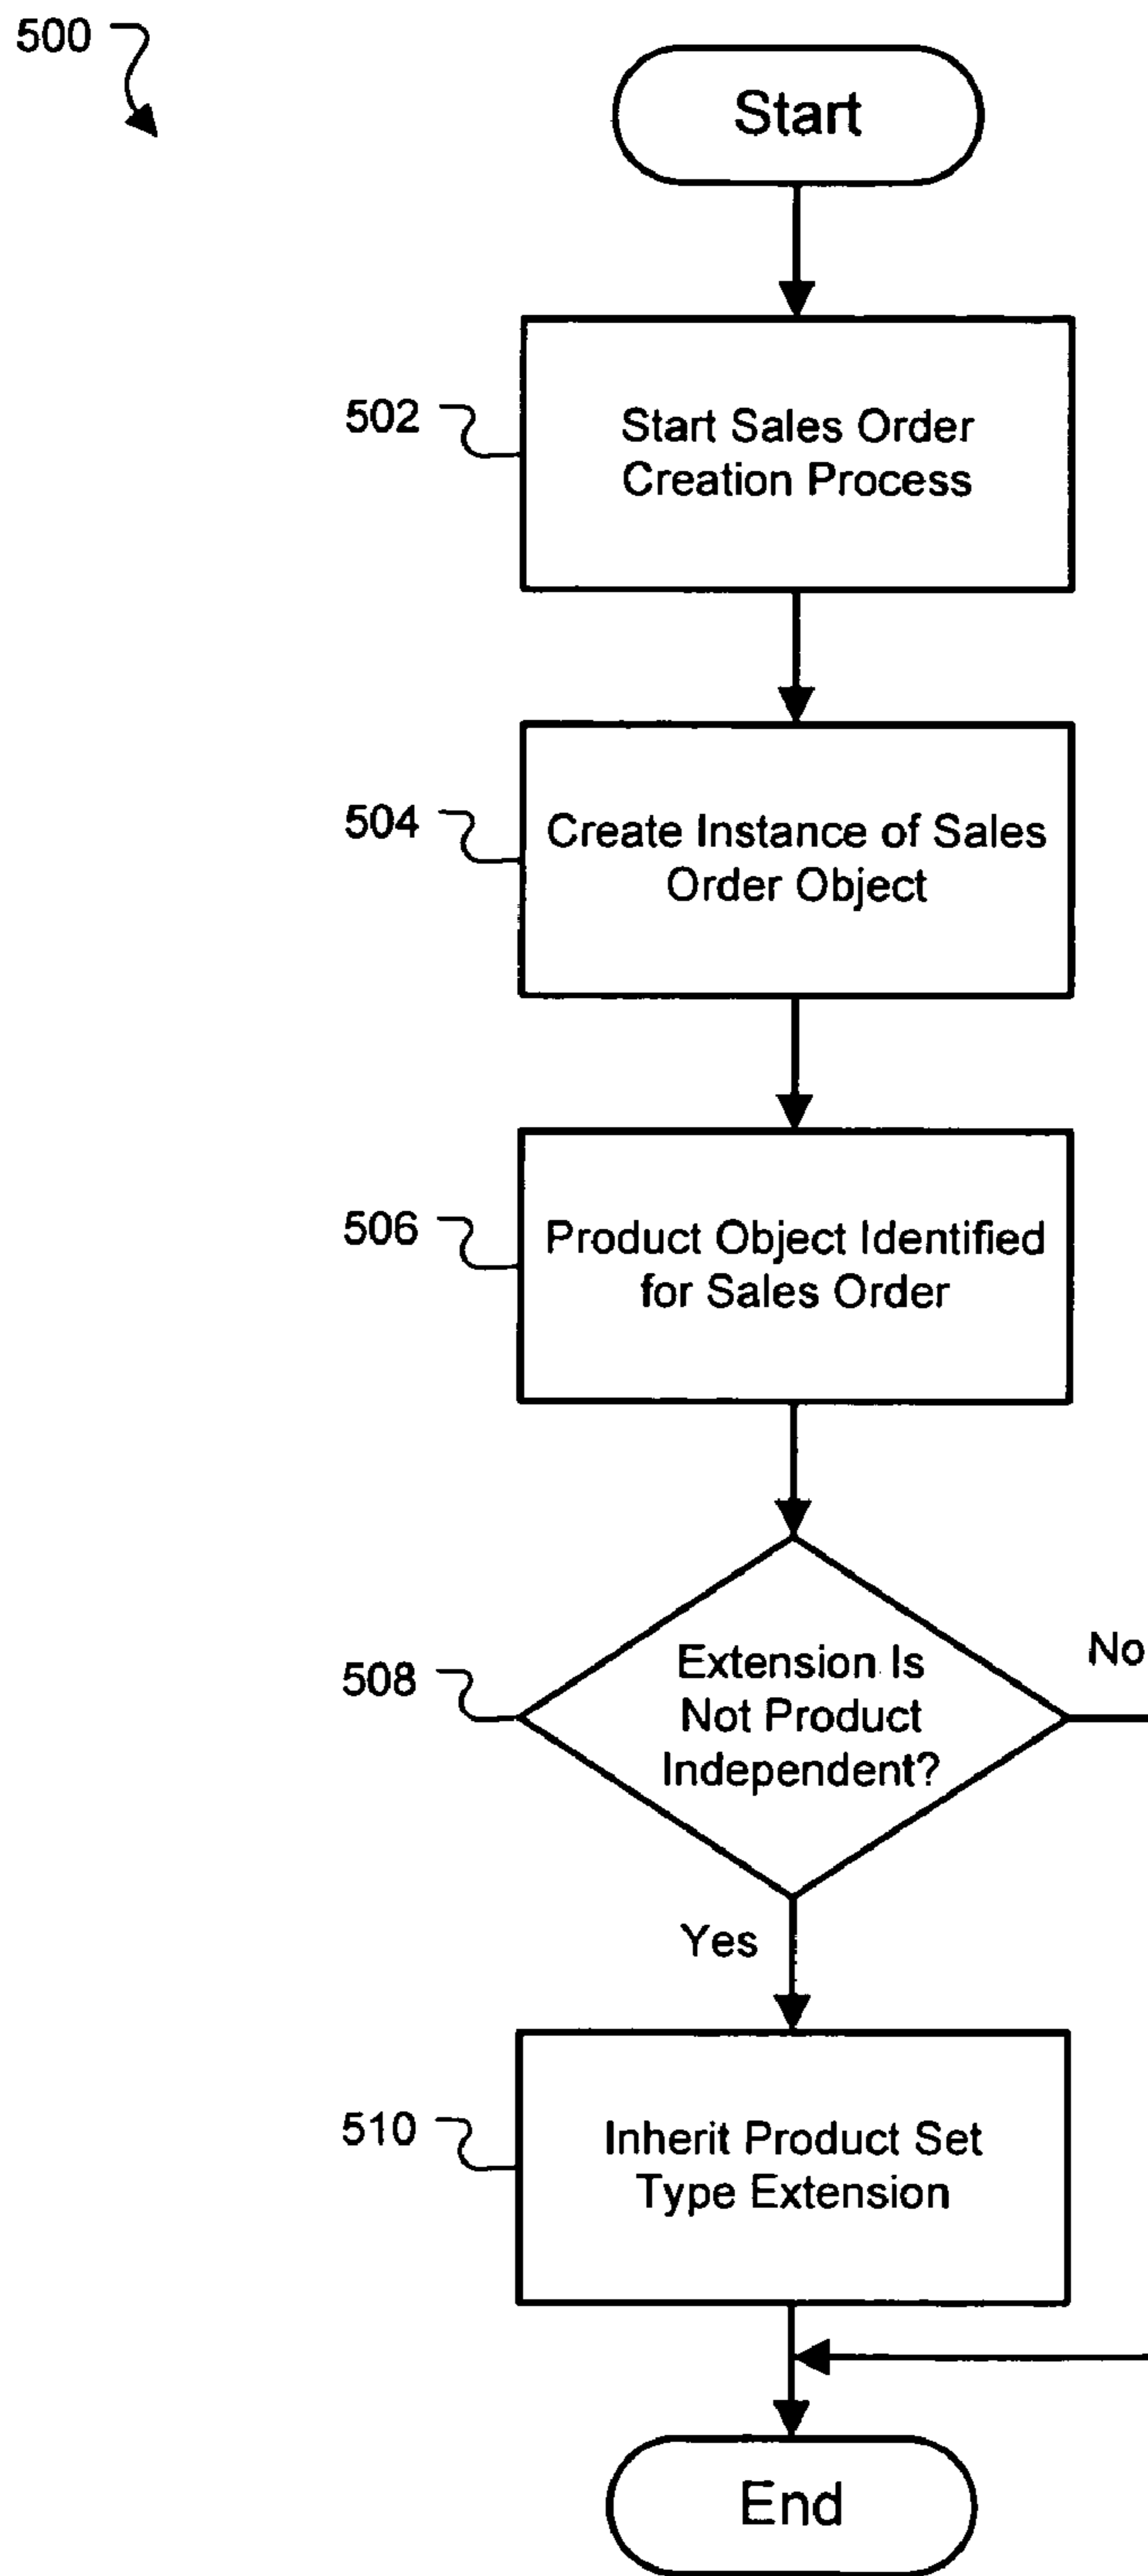 500
Start
502
Start Sales Order
Creation Process
504
Create Instance of Sales
Order Object
506
Product Object Identified
for Sales Order
508
Extension Is
Not Product
Independent?
No
Yes
510
Inherit Product Set
Type Extension
End